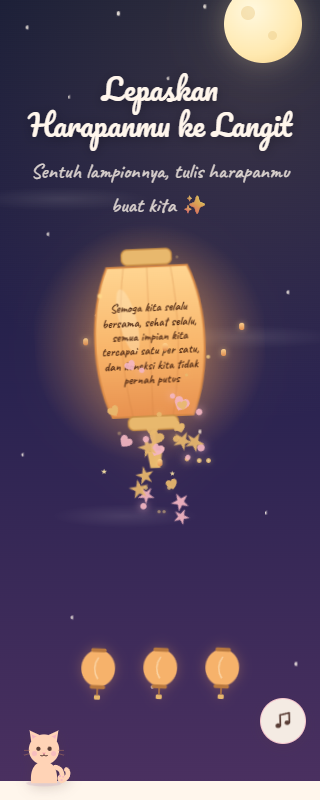 Lepaskan
Harapanmu ke Langit
Sentuh lampionnya, tulis harapanmu
buat kita ✨
Semoga kita selalu
bersama, sehat selalu,
semua impian kita
tercapai satu per satu,
dan koneksi kita tidak
pernah putus